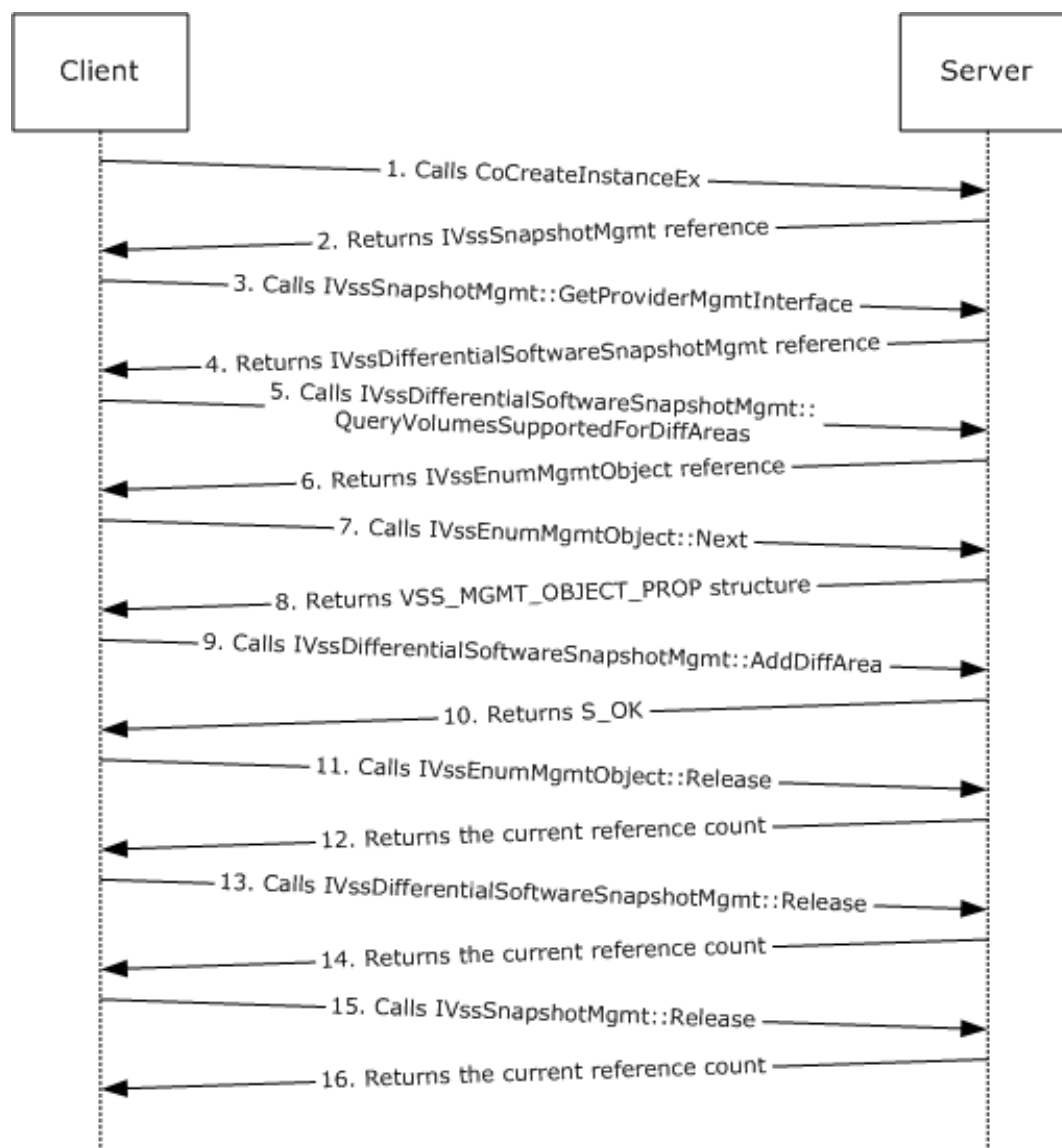 Client
Server
1. Calls CoCreateInstanceEx
2. Returns IVssSnapshotMgmt reference
3. Calls IVssSnapshotMgmt::GetProviderMgmtInterface
4. Returns IVssDifferentialSoftwareSnapshotMgmt reference
5. Calls IVssDifferentialSoftwareSnapshotMgmt::
QueryVolumesSupportedForDiffAreas
6. Returns IVssEnumMgmtObject reference
7. Calls IVssEnumMgmtObject::Next
8. Returns VSS_MGMT_OBJECT_PROP structure
9. Calls IVssDifferentialSoftwareSnapshotMgmt::AddDiffArea
10. Returns S_OK
11. Calls IVssEnumMgmtObject::Release
12. Returns the current reference count
13. Calls IVssDifferentialSoftwareSnapshotMgmt::Release
14. Returns the current reference count
15. Calls IVssSnapshotMgmt::Release
16. Returns the current reference count